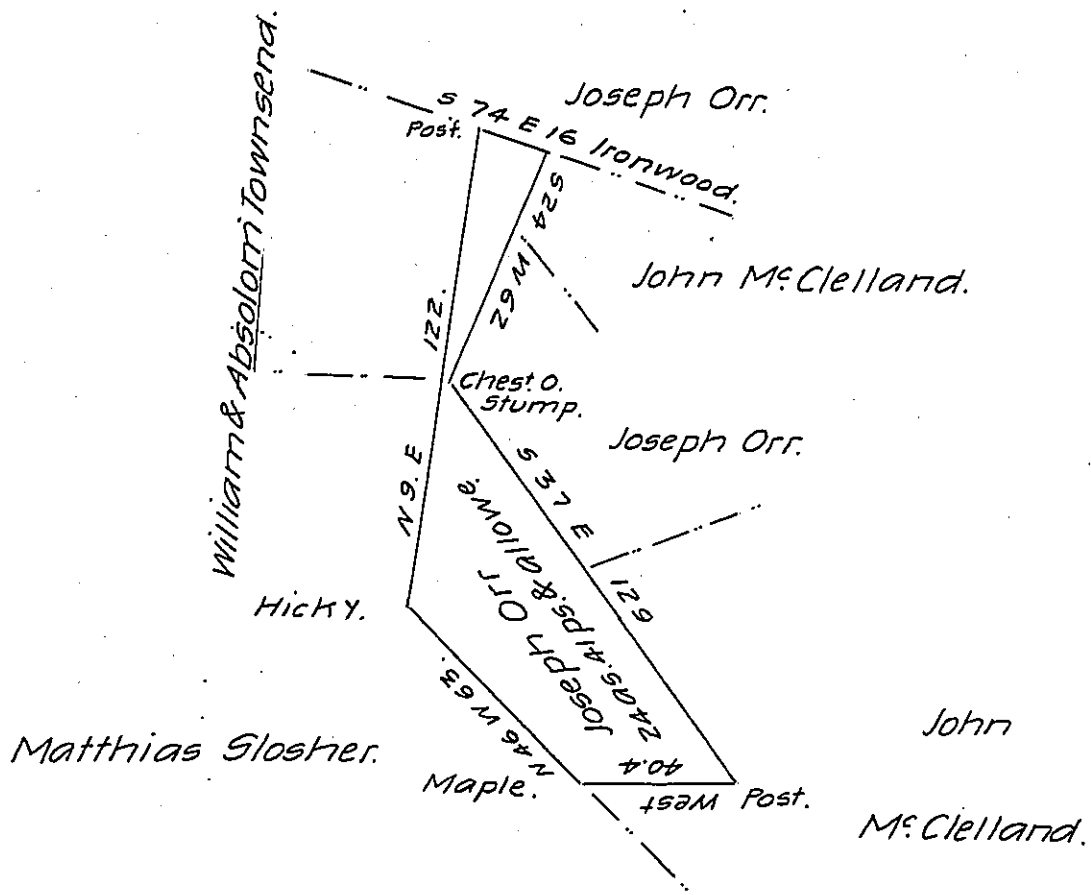 William & Absolom Townsend.
Joseph Orr.
S. 74 E 16 Ironwood.
Post.
S24 W 62
John McClelland.
N 9. E 122.
Chest. O.
Stump.
Joseph Orr.
S 37 E 129
Joseph Orr
24 as. 41 ps. & allowe.
Hicky.
N 46 W 63.
Matthias Slosher.
Maple.
West 40.4
Post.
John
McClelland.